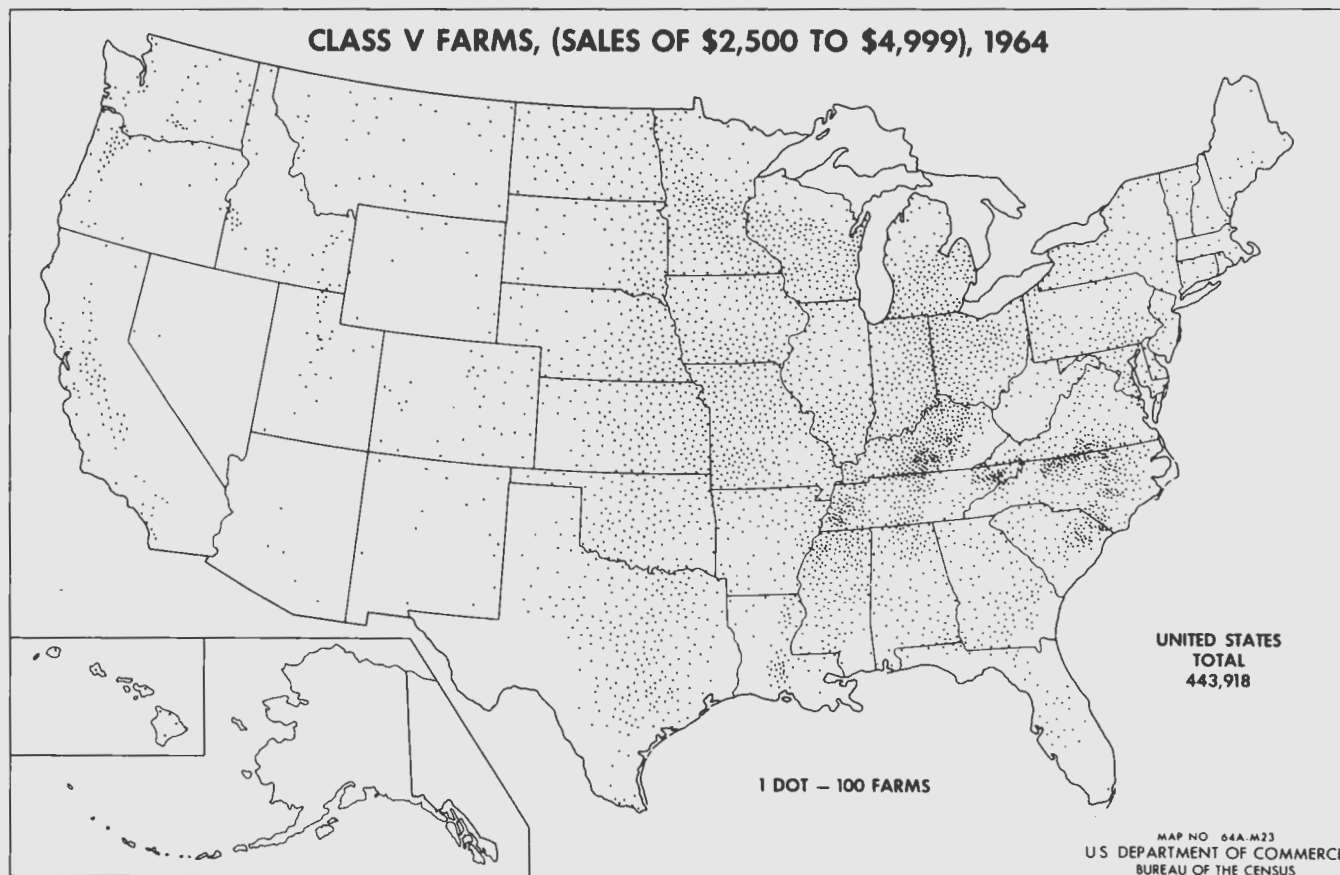 CLASS V FARMS, (SALES OF $2,500 TO $4,999), 1964
UNITED STATES
TOTAL
443,918
1 DOT – 100 FARMS
MAP NO 64A-M23
U S DEPARTMENT OF COMMERCE
BUREAU OF THE CENSUS